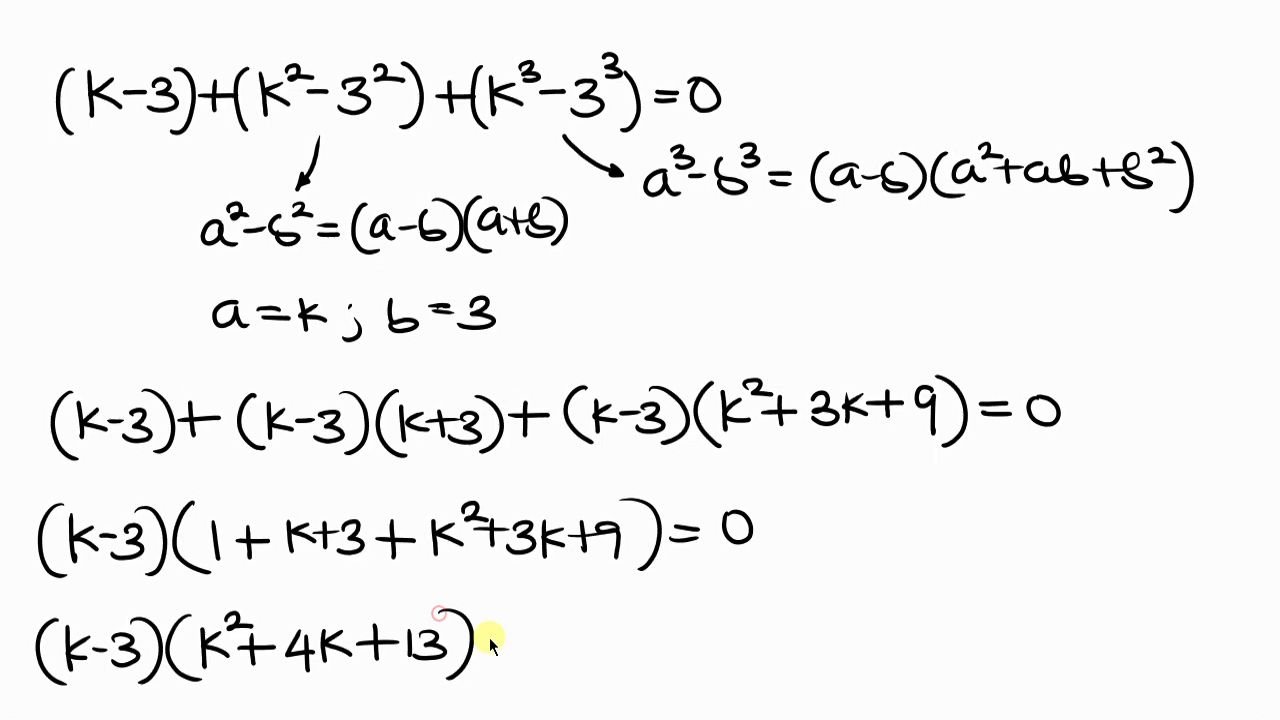 (k-3)+(k²-3²)+(k³-3³)=0
a³-b³=(a-b)(a²+ab+b²)
a²-b²=(a-b)(a+b)
a=k; b=3
(k-3)+(k-3)(k+3)+(k-3)(k²+3k+9)=0
(k-3)(1+k+3+k²+3k+9)=0
(k-3)(k²+4k+13)